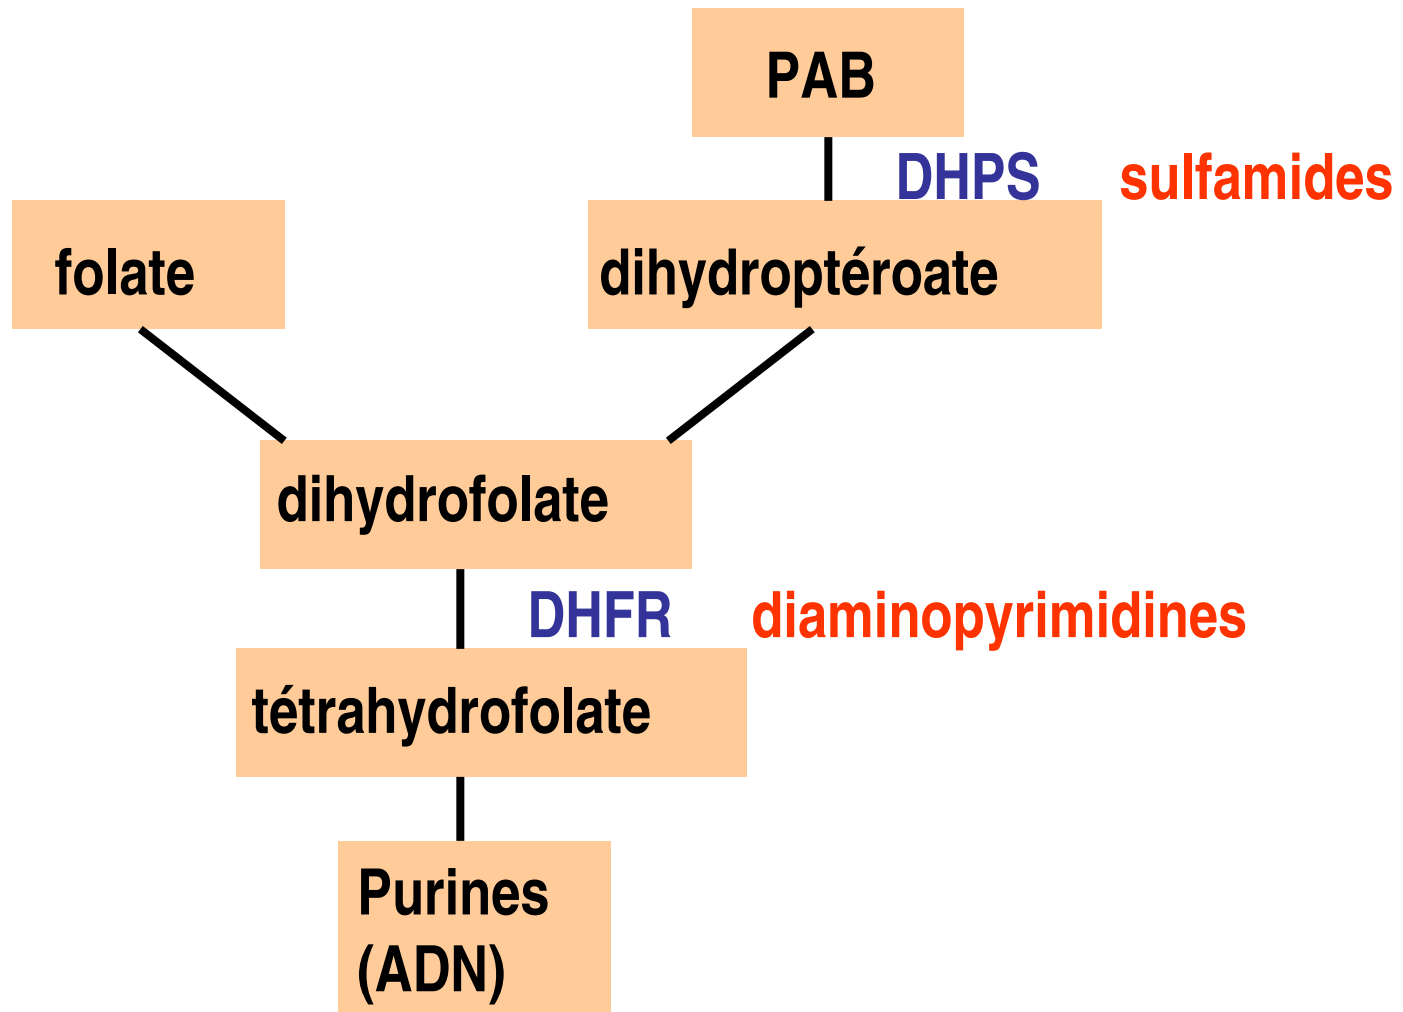 PAB
DHPS sulfamides
folate
dihydroptéroate
dihydrofolate
DHFR diaminopyrimidines
tétrahydrofolate
Purines
(ADN)